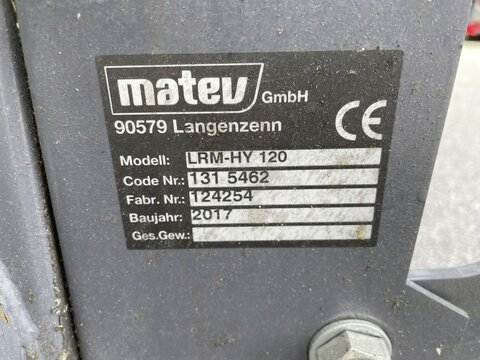 matev GmbH
90579 Langenzenn
CE
Modell: LRM-HY 120
Code Nr.: 131 5462
Fabr. Nr.: 124254
Baujahr: 2017
Ges.Gew.: